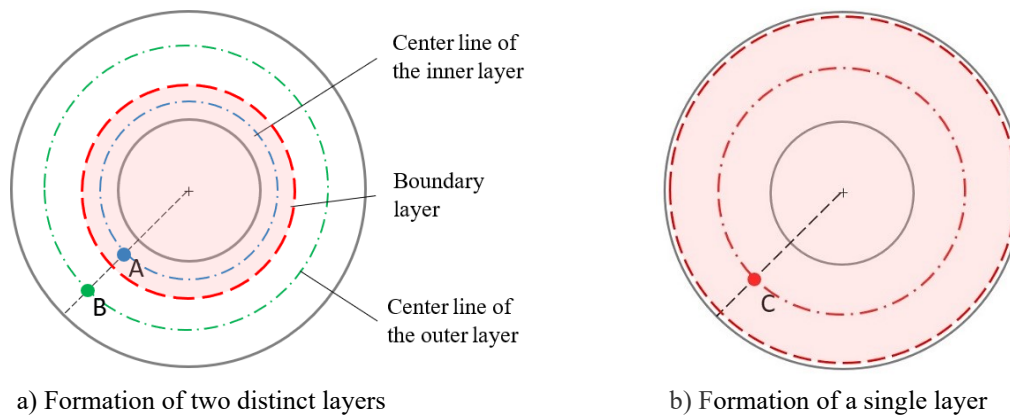 Center line of
the inner layer
Boundary
layer
A
B
Center line of
the outer layer
a) Formation of two distinct layers
C
b) Formation of a single layer